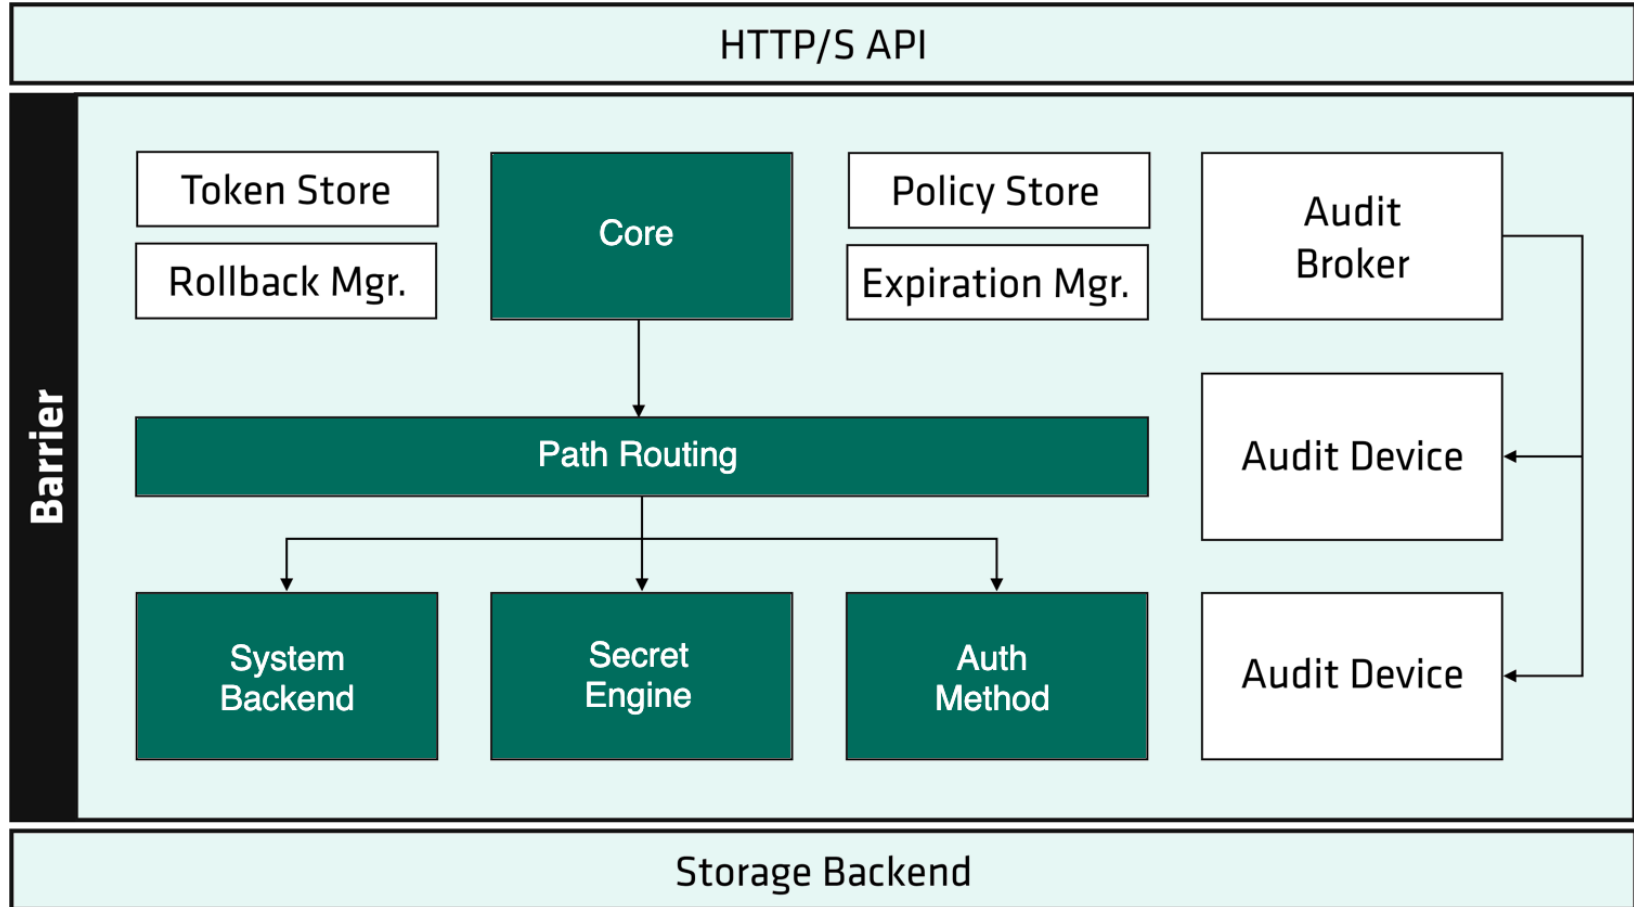 HTTP/S API
Barrier
Token Store
Rollback Mgr.
Core
Policy Store
Expiration Mgr.
Audit
Broker
Path Routing
Audit Device
System
Backend
Secret
Engine
Auth
Method
Audit Device
Storage Backend